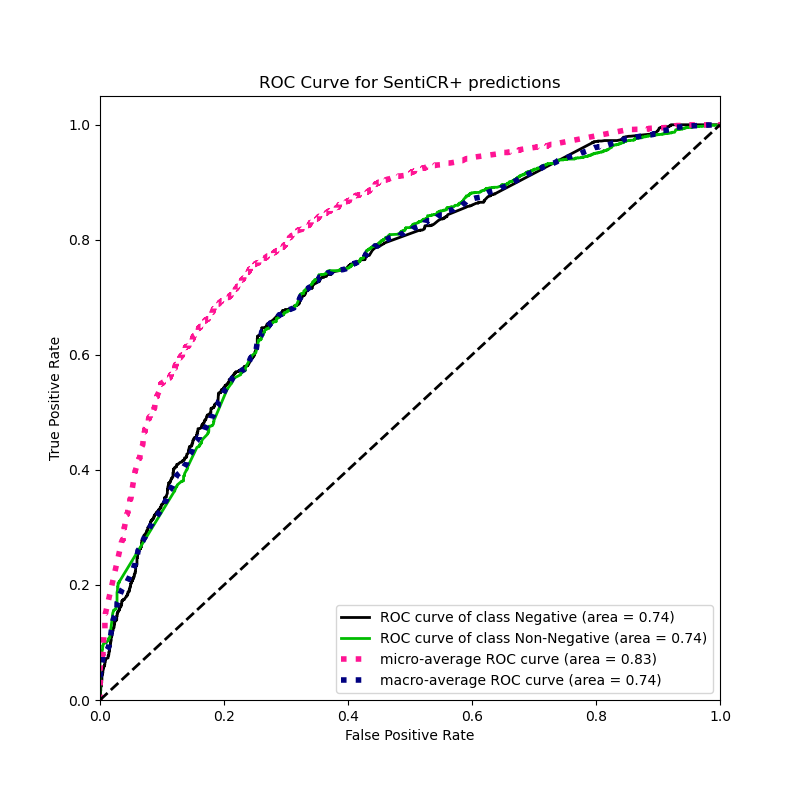 ROC Curve for SentiCR+ predictions
1.0
0.8
0.6
0.4
0.2
0.0
True Positive Rate
ROC curve of class Negative (area = 0.74)
ROC curve of class Non-Negative (area = 0.74)
micro-average ROC curve (area = 0.83)
macro-average ROC curve (area = 0.74)
0.0 0.2 0.4 0.6 0.8 1.0
False Positive Rate